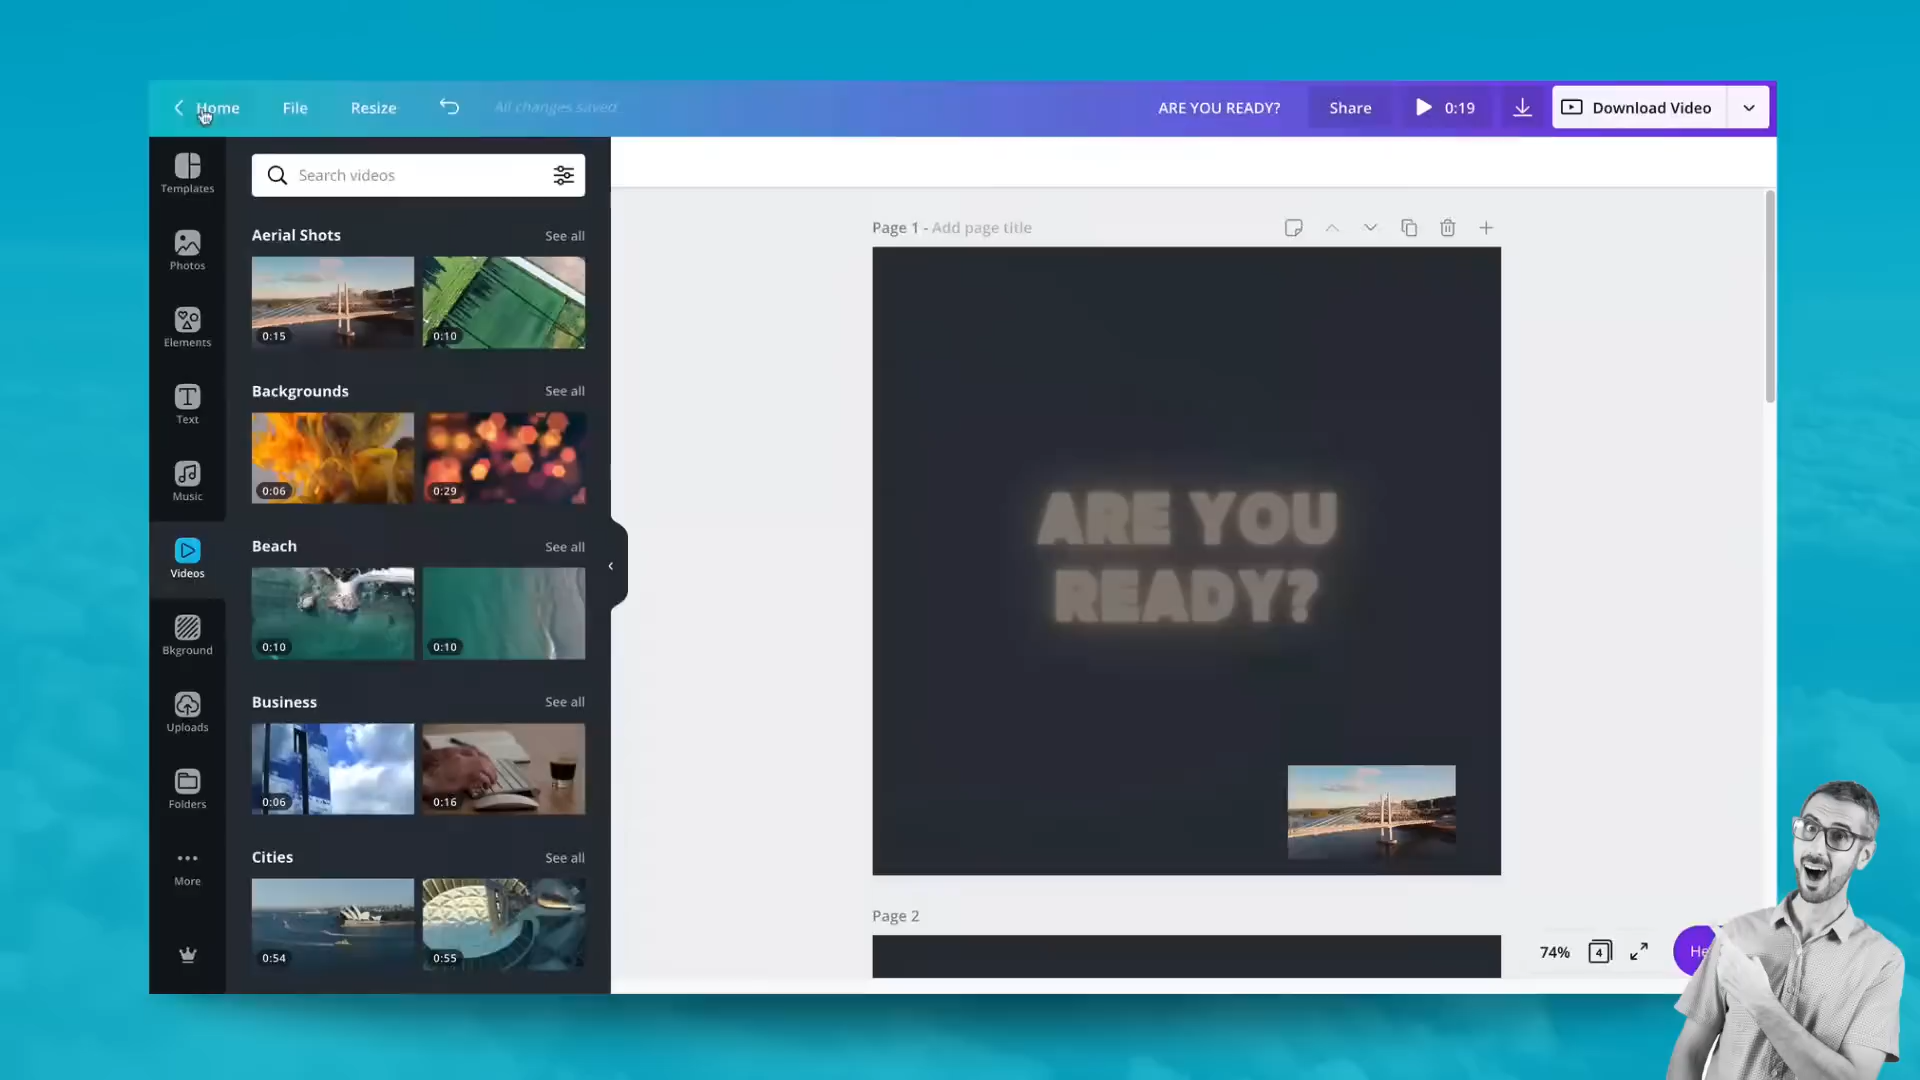 Home File Resize All changes saved ARE YOU READY? Share 0:19 Download Video
Templates
Photos
Elements
Text
Music
Videos
Bkground
Uploads
Folders
More
Search videos
Aerial Shots See all
0:15 0:10
Backgrounds See all
0:06 0:29
Beach See all
0:10 0:10
Business See all
0:06 0:16
Cities See all
0:54 0:55
Page 1 - Add page title
ARE YOU
READY?
Page 2
74% 4